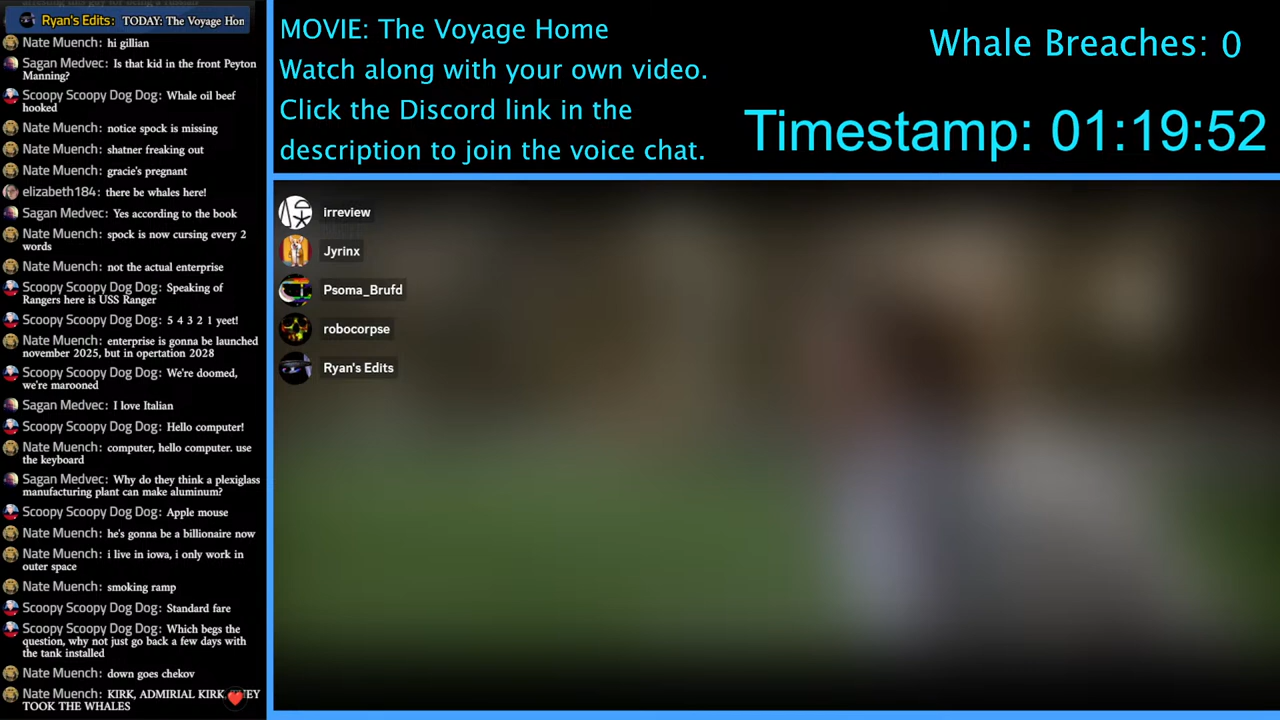 Ryan's Edits: TODAY: The Voyage Hon
Nate Muench: hi gillian
Sagan Medvec: Is that kid in the front Peyton
Manning?
Scoopy Scoopy Dog Dog: Whale oil beef
hooked
Nate Muench: notice spock is missing
Nate Muench: shatner freaking out
Nate Muench: gracie's pregnant
elizabeth184: there be whales here!
Sagan Medvec: Yes according to the book
Nate Muench: spock is now cursing every 2
words
Nate Muench: not the actual enterprise
Scoopy Scoopy Dog Dog: Speaking of
Rangers here is USS Ranger
Scoopy Scoopy Dog Dog: 5 4 3 2 1 yeet!
Nate Muench: enterprise is gonna be launched
november 2025, but in opertation 2028
Scoopy Scoopy Dog Dog: We're doomed,
we're marooned
Sagan Medvec: I love Italian
Scoopy Scoopy Dog Dog: Hello computer!
Nate Muench: computer, hello computer. use
the keyboard
Sagan Medvec: Why do they think a plexiglass
manufacturing plant can make aluminum?
Scoopy Scoopy Dog Dog: Apple mouse
Nate Muench: he's gonna be a billionaire now
Nate Muench: i live in iowa, i only work in
outer space
Nate Muench: smoking ramp
Scoopy Scoopy Dog Dog: Standard fare
Scoopy Scoopy Dog Dog: Which begs the
question, why not just go back a few days with
the tank installed
Nate Muench: down goes chekov
Nate Muench: KIRK, ADMIRIAL KIRK,
TOOK THE WHALES
MOVIE: The Voyage Home
Watch along with your own video.
Click the Discord link in the
description to join the voice chat.
Whale Breaches: 0
Timestamp: 01:19:52
irreview
Jyrinx
Psoma_Brufd
robocorpse
Ryan's Edits